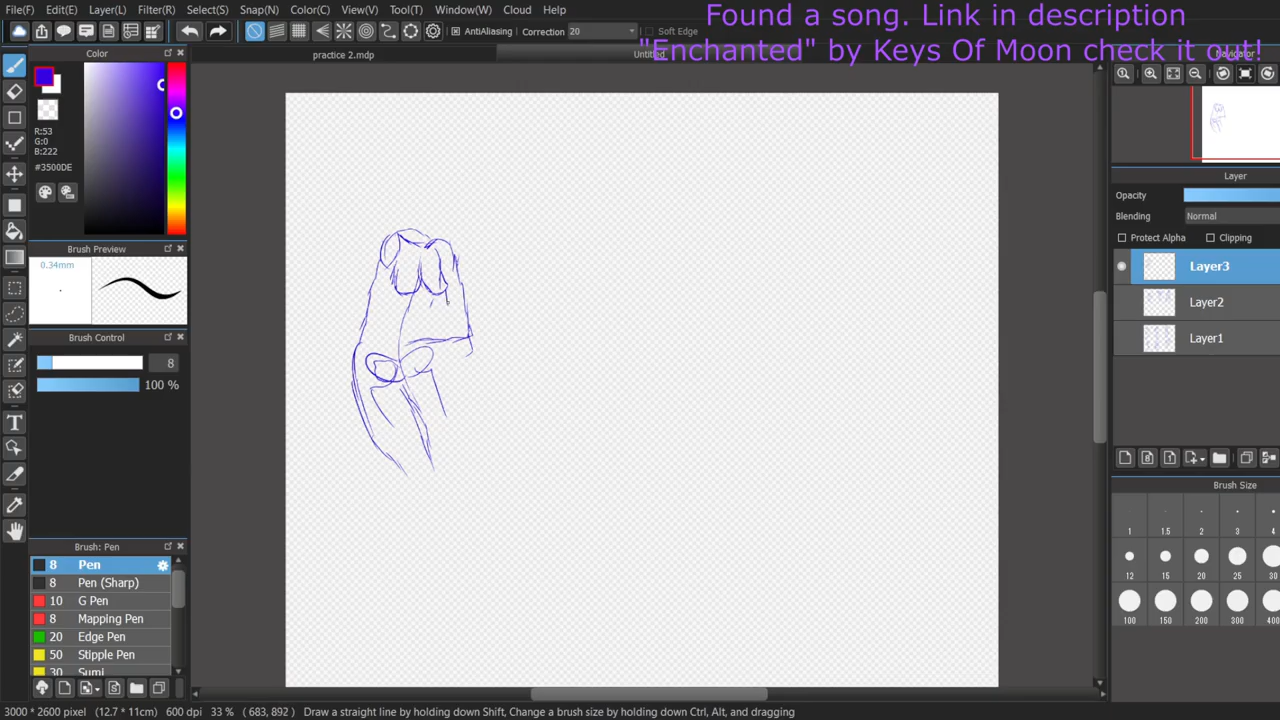 File(F) Edit(E) Layer(L) Filter(R) Select(S) Snap(N) Color(C) View(V) Tool(T) Window(W) Cloud Help
Found a song. Link in description
"Enchanted" by Keys Of Moon check it out!
AntiAliasing Correction 20 Soft Edge
Color
practice 2.mdp
Untitled
Navigator
R:53
G:0
B:222
#3500DE
Brush Preview
0.34mm
Brush Control
8
100 %
Brush: Pen
8 Pen
8 Pen (Sharp)
10 G Pen
8 Mapping Pen
20 Edge Pen
50 Stipple Pen
30 Sumi
Layer
Opacity
Blending Normal
Protect Alpha Clipping
Layer3
Layer2
Layer1
Brush Size
1 1.5 2 3 4
12 15 20 25 30
100 150 200 300 400
3000 * 2600 pixel (12.7 * 11cm) 600 dpi 33 % ( 683, 892 ) Draw a straight line by holding down Shift, Change a brush size by holding down Ctrl, Alt, and dragging